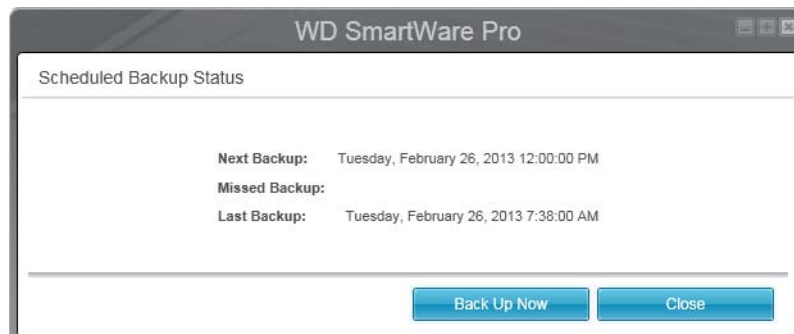 WD SmartWare Pro
Scheduled Backup Status
Next Backup: Tuesday, February 26, 2013 12:00:00 PM
Missed Backup:
Last Backup: Tuesday, February 26, 2013 7:38:00 AM
Back Up Now Close